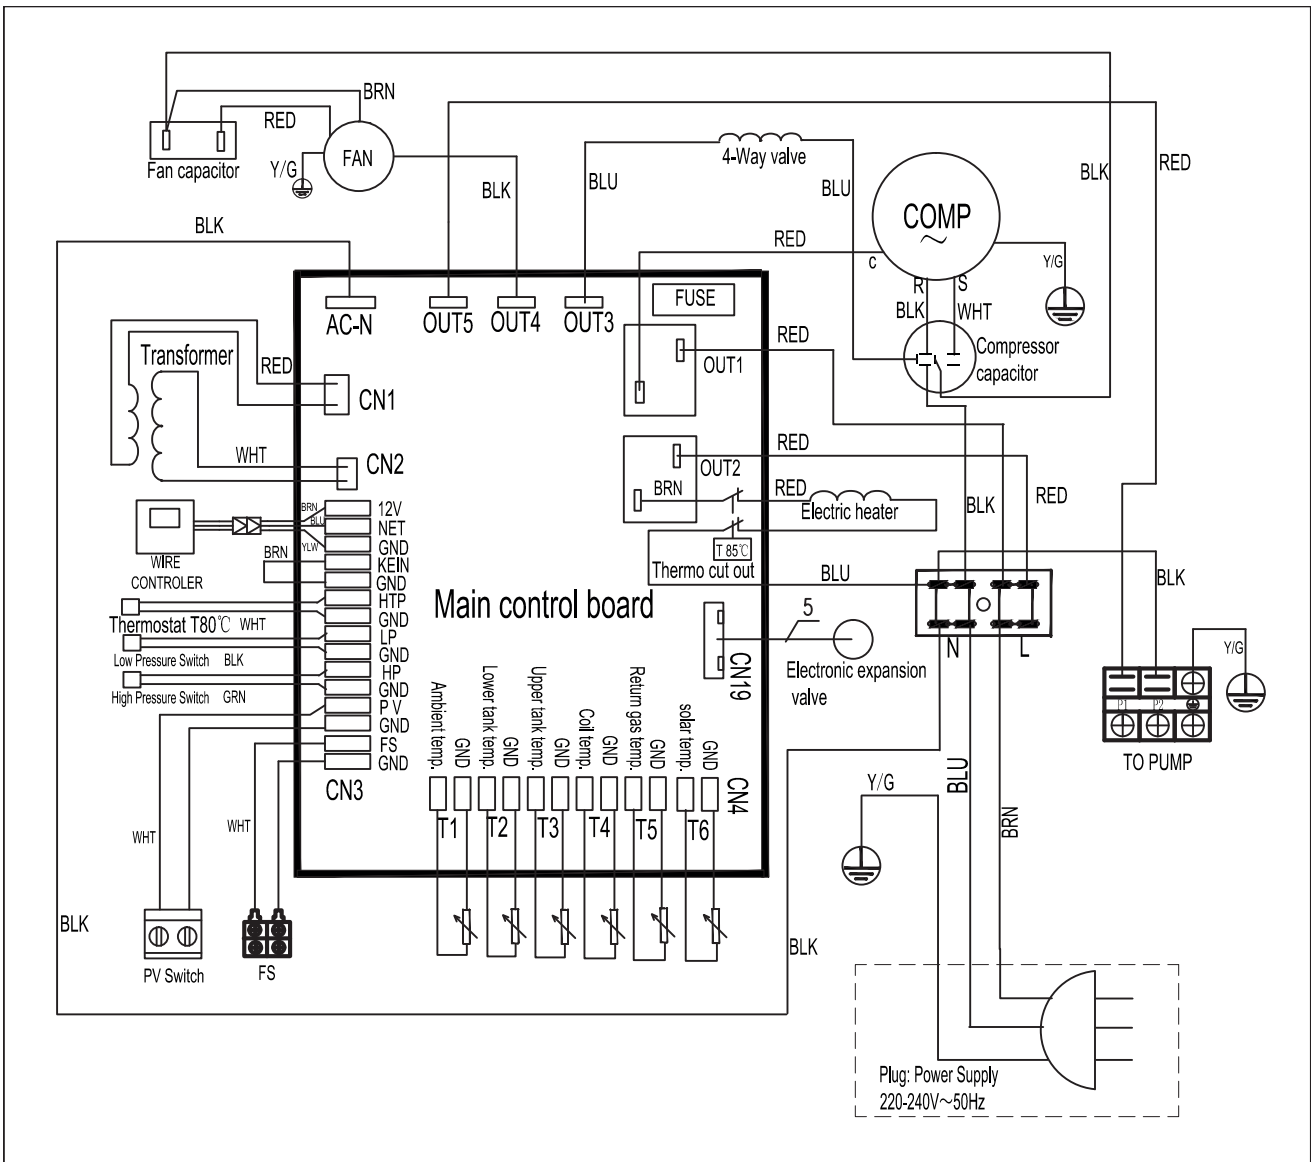 BRN
RED
Y/G
FAN
Fan capacitor
BLK
BLK
BLU
4-Way valve
BLU
COMP
～
RED
C
R
S
BLK
WHT
Y/G
BLK
RED
Compressor
capacitor
AC-N
OUT5
OUT4
OUT3
FUSE
OUT1
RED
Transformer
RED
CN1
WHT
CN2
OUT2
RED
BRN
RED
Electric heater
T 85℃
Thermo cut out
BLU
BLK
RED
BLK
WIRE
CONTROLER
BRN
BLU
YLW
BRN
12V
NET
GND
KEIN
GND
HTP
GND
LP
GND
HP
GND
PV
GND
FS
GND
CN3
Thermostat T80℃ WHT
Low Pressure Switch BLK
High Pressure Switch GRN
Main control board
CN19
5
Electronic expansion
valve
N
L
Y/G
P1
P2
TO PUMP
Ambient temp.
GND
Lower tank temp.
GND
Upper tank temp.
GND
Coil temp.
GND
Return gas temp.
GND
solar temp.
GND
CN4
T1
T2
T3
T4
T5
T6
WHT
WHT
PV Switch
FS
BLK
BLK
Y/G
BLU
BRN
Plug: Power Supply
220-240V～50Hz